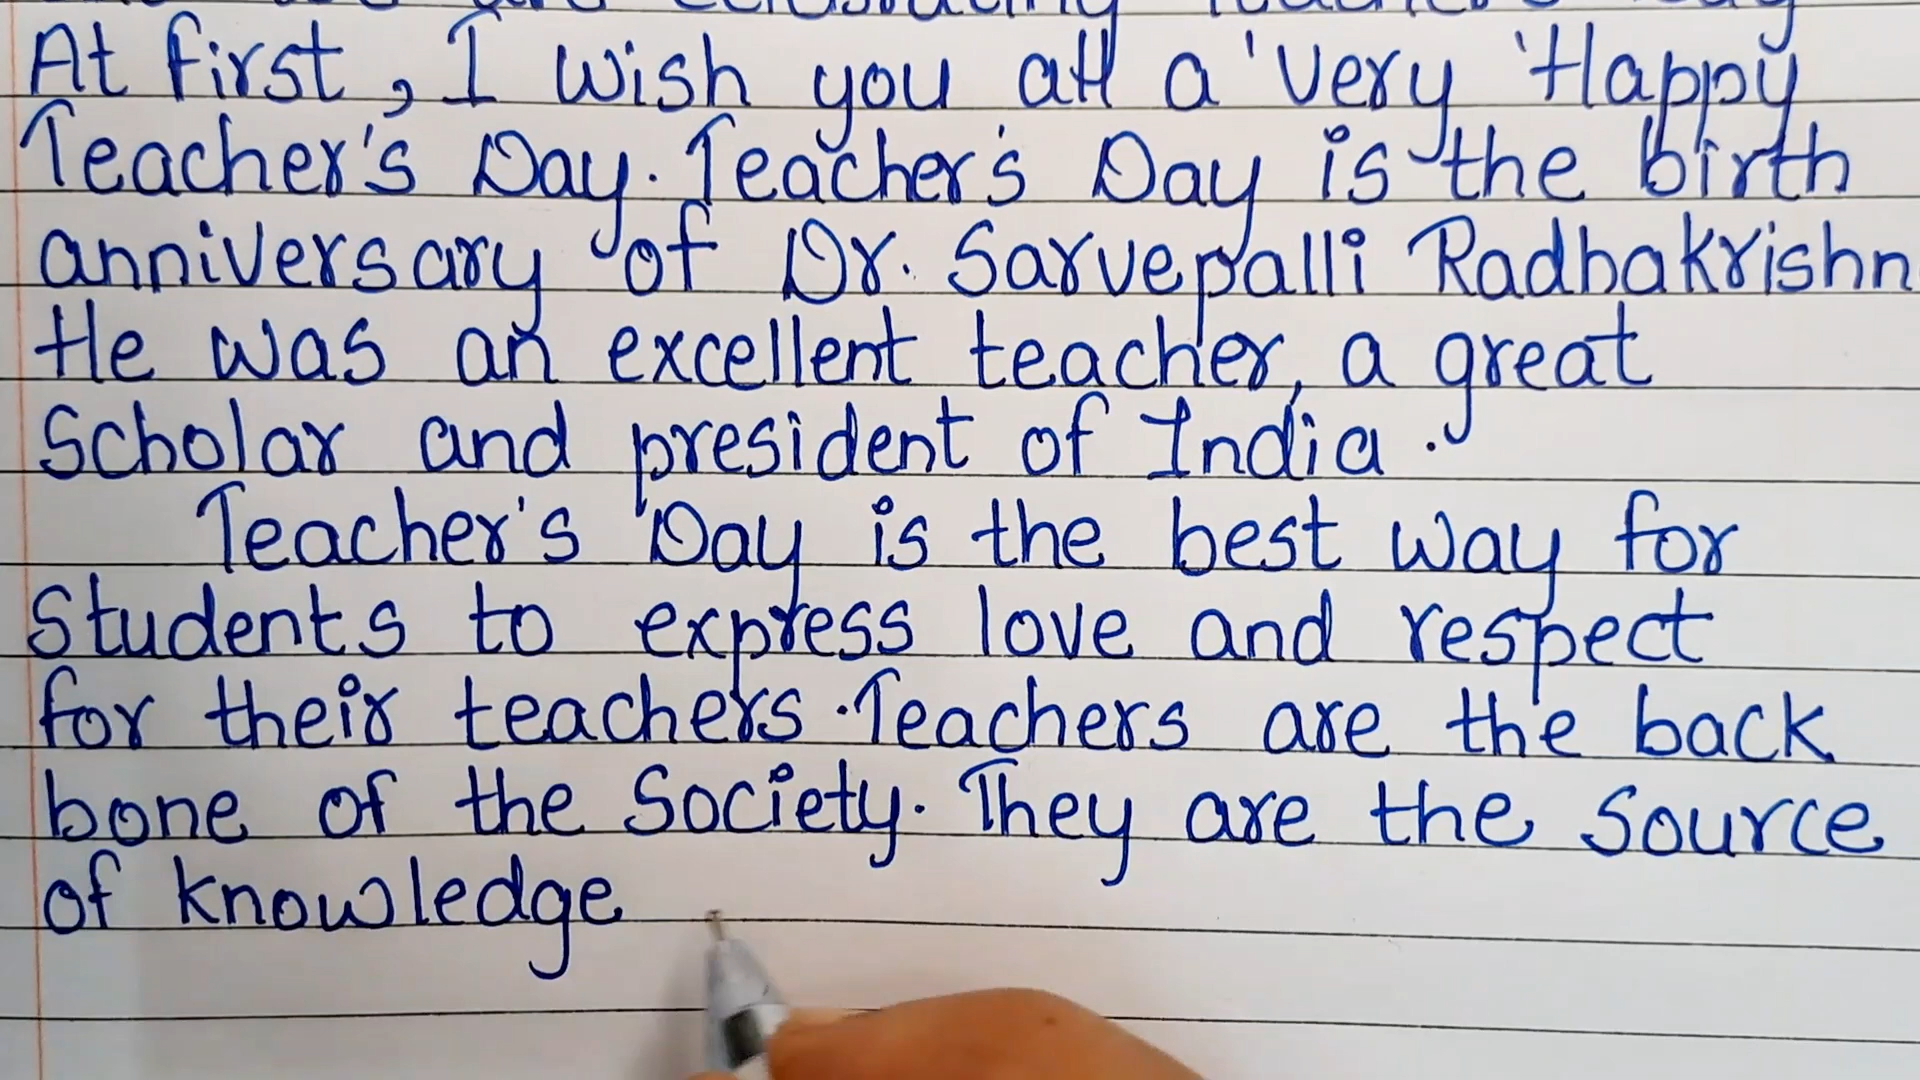 celebrating Teacher's Day
At first, I wish you all a very Happy
Teacher's Day. Teacher's Day is the birth
anniversary of Dr. Sarvepalli Radhakrishn
He was an excellent teacher, a great
Scholar and president of India.
Teacher's Day is the best way for
students to express love and respect
for their teachers. Teachers are the back
bone of the Society. They are the source
of knowledge